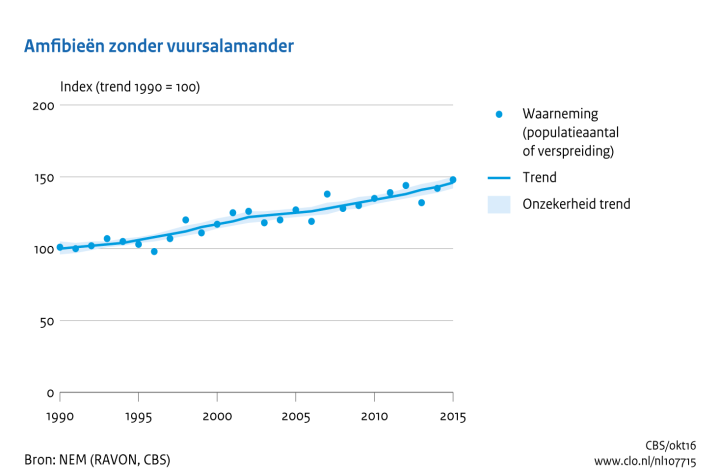 Amfibieën zonder vuursalamander
Index (trend 1990 = 100)
200
150
100
50
0
1990 1995 2000 2005 2010 2015
Waarneming
(populatieaantal
of verspreiding)
Trend
Onzekerheid trend
Bron: NEM (RAVON, CBS)
CBS/okt16
www.clo.nl/nl107715